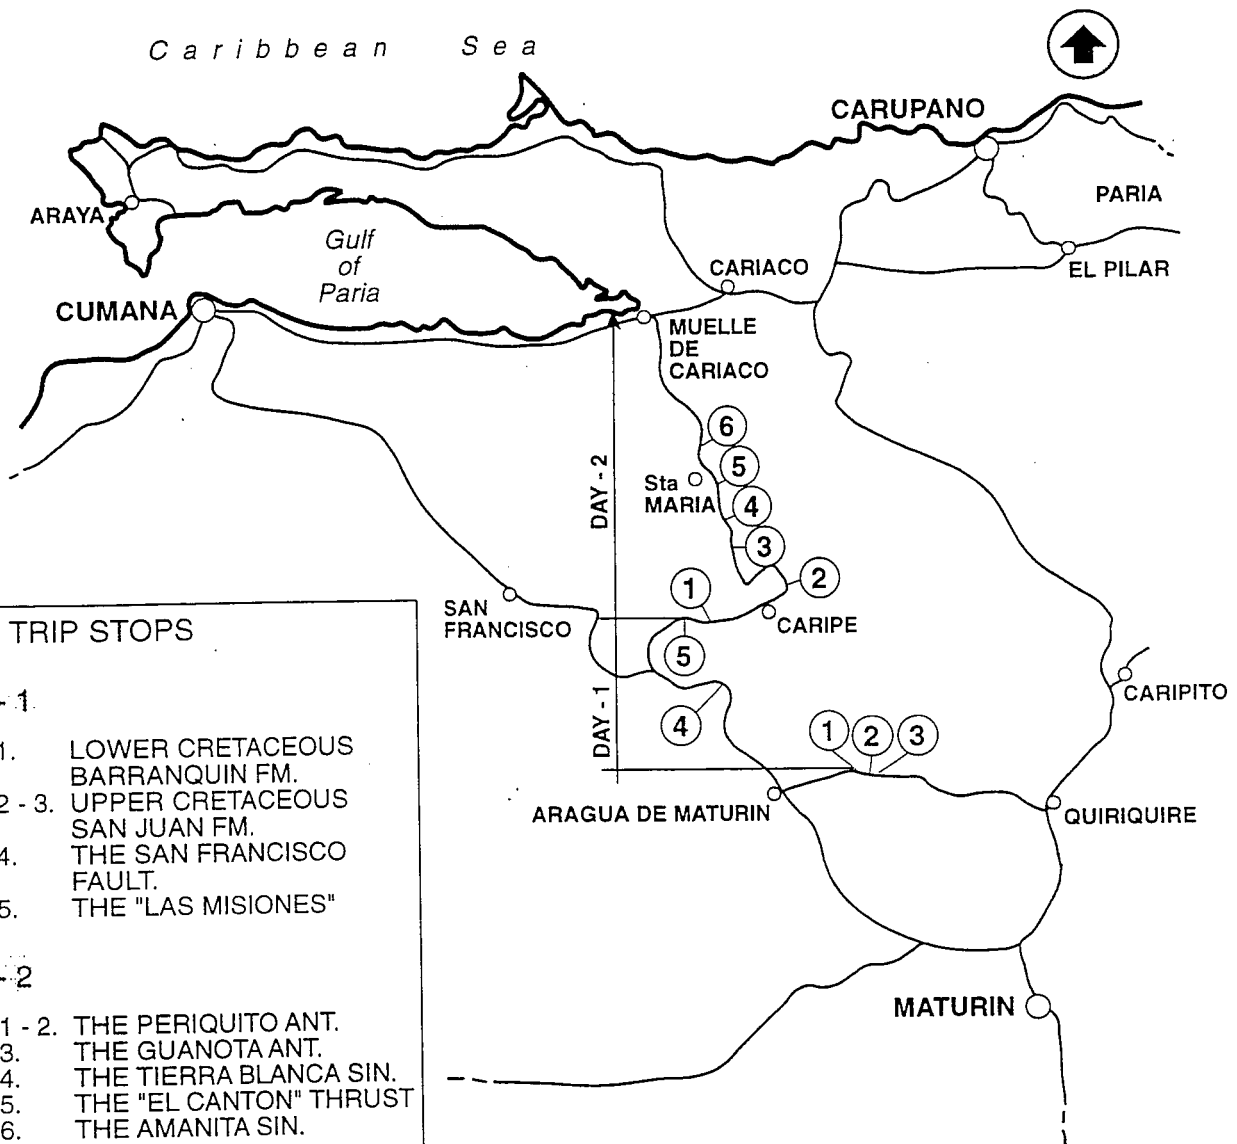 Caribbean Sea
CARUPANO
PARIA
ARAYA
Gulf
of
Paria
CARIACO
EL PILAR
CUMANA
MUELLE
DE
CARIACO
6
5
Sta
MARIA
4
DAY - 2
3
2
1
SAN
FRANCISCO
CARIPE
5
4
DAY - 1
CARIPITO
1 2 3
ARAGUA DE MATURIN
QUIRIQUIRE
MATURIN
TRIP STOPS
- 1
1. LOWER CRETACEOUS
BARRANQUIN FM.
2 - 3. UPPER CRETACEOUS
SAN JUAN FM.
4. THE SAN FRANCISCO
FAULT.
5. THE "LAS MISIONES"
- 2
1 - 2. THE PERIQUITO ANT.
3. THE GUANOTA ANT.
4. THE TIERRA BLANCA SIN.
5. THE "EL CANTON" THRUST
6. THE AMANITA SIN.